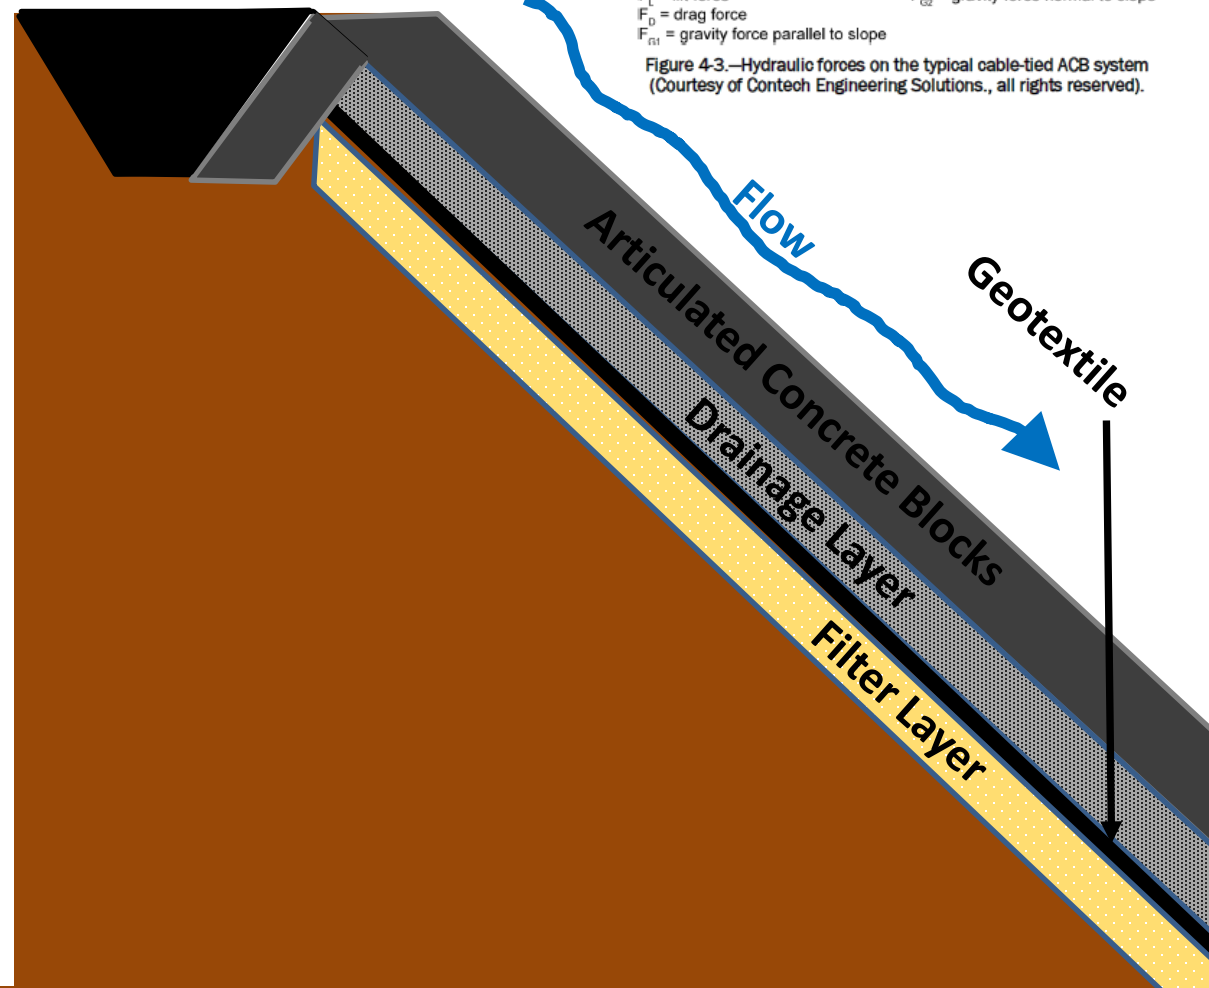 F_D = drag force
F_G1 = gravity force parallel to slope
Figure 4-3.—Hydraulic forces on the typical cable-tied ACB system
(Courtesy of Contech Engineering Solutions., all rights reserved).
Flow
Geotextile
Articulated Concrete Blocks
Drainage Layer
Filter Layer